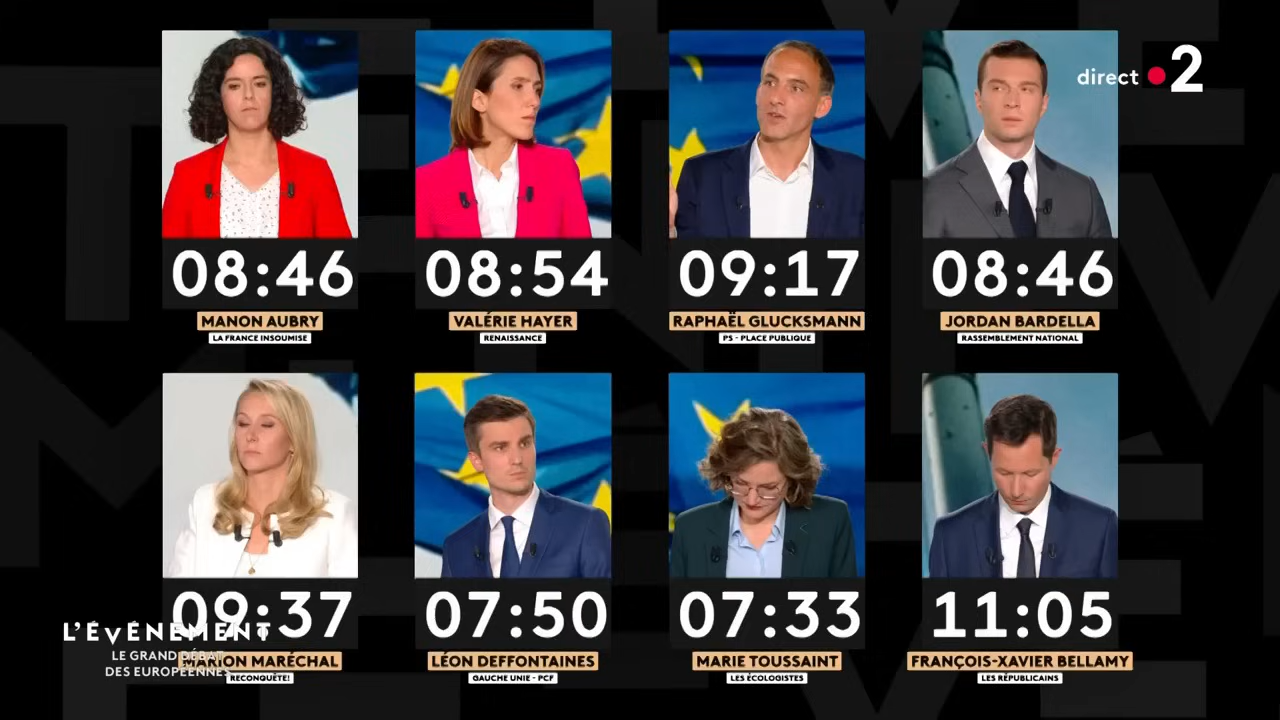 direct 2
08:46
MANON AUBRY
LA FRANCE INSOUMISE
08:54
VALÉRIE HAYER
RENAISSANCE
09:17
RAPHAËL GLUCKSMANN
PS - PLACE PUBLIQUE
08:46
JORDAN BARDELLA
RASSEMBLEMENT NATIONAL
09:37
MARION MARÉCHAL
RECONQUÊTE!
07:50
LÉON DEFFONTAINES
GAUCHE UNIE - PCF
07:33
MARIE TOUSSAINT
LES ÉCOLOGISTES
11:05
FRANÇOIS-XAVIER BELLAMY
LES RÉPUBLICAINS
L'ÉVÉNEMENT
LE GRAND DÉBAT
DES EUROPÉENNES